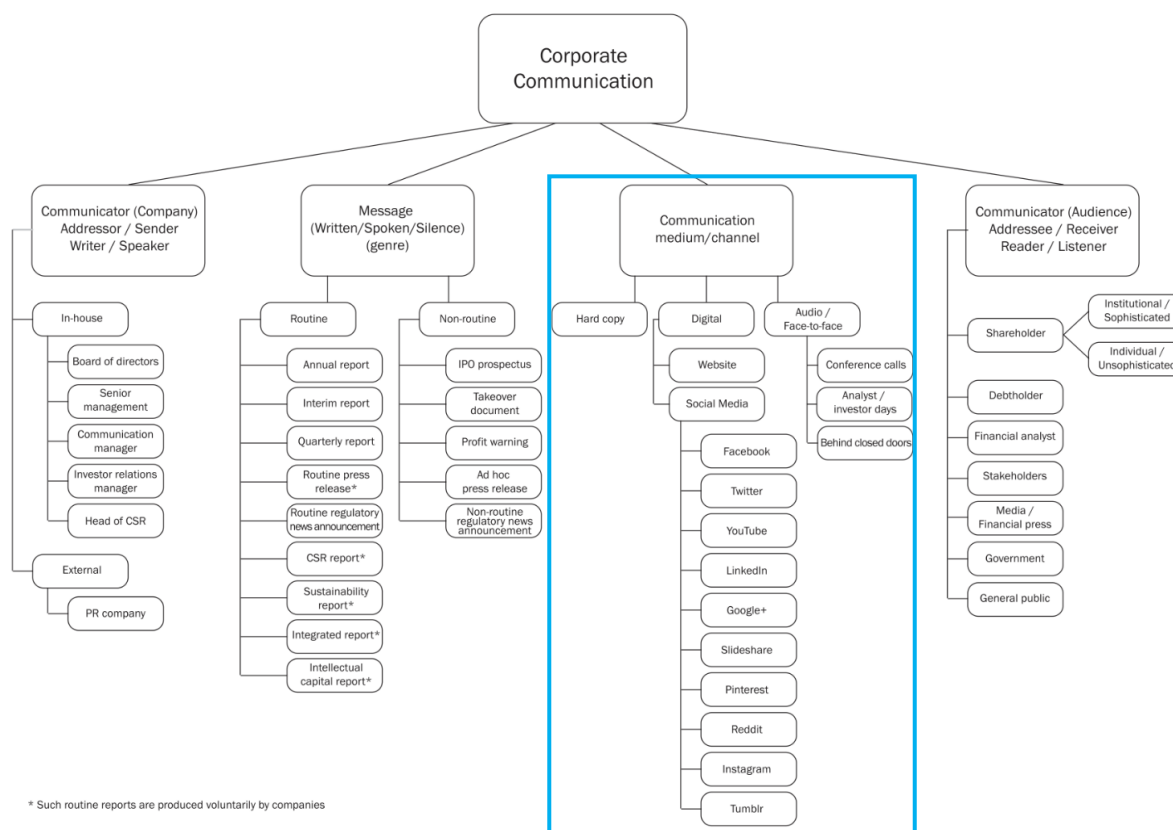 Corporate
Communication
Communicator (Company)
Addressor / Sender
Writer / Speaker
In-house
Board of directors
Senior
management
Communication
manager
Investor relations
manager
Head of CSR
External
PR company
Message
(Written/Spoken/Silence)
(genre)
Routine
Annual report
Interim report
Quarterly report
Routine press
release*
Routine regulatory
news announcement
CSR report*
Sustainability
report*
Integrated report*
Intellectual
capital report*
Non-routine
IPO prospectus
Takeover
document
Profit warning
Ad hoc
press release
Non-routine
regulatory news
announcement
Communication
medium/channel
Hard copy
Digital
Website
Social Media
Facebook
Twitter
YouTube
LinkedIn
Google+
Slideshare
Pinterest
Reddit
Instagram
Tumblr
Audio /
Face-to-face
Conference calls
Analyst /
investor days
Behind closed doors
Communicator (Audience)
Addressee / Receiver
Reader / Listener
Shareholder
Institutional /
Sophisticated
Individual /
Unsophisticated
Debtholder
Financial analyst
Stakeholders
Media /
Financial press
Government
General public
* Such routine reports are produced voluntarily by companies